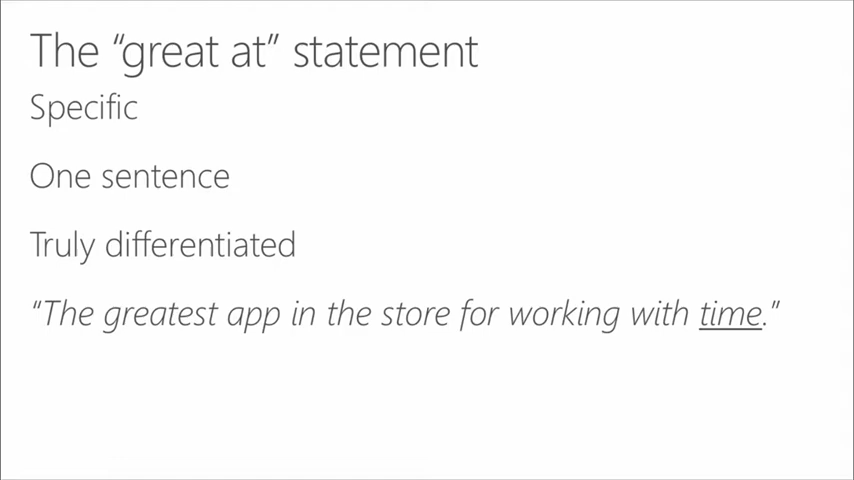 The “great at” statement
Specific
One sentence
Truly differentiated
“The greatest app in the store for working with time.”